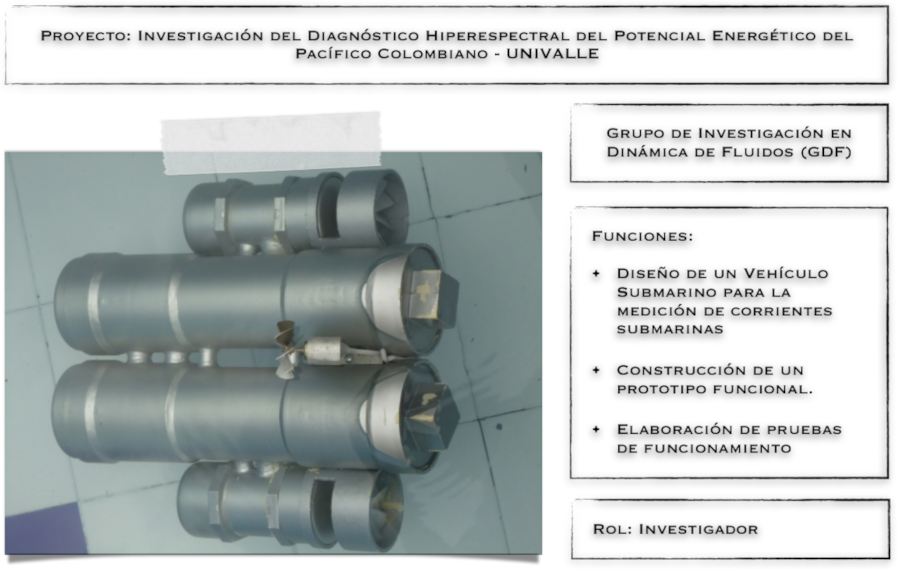 Proyecto: Investigación del Diagnóstico Hiperespectral del Potencial Energético del
Pacífico Colombiano - UNIVALLE
Grupo de Investigación en
Dinámica de Fluidos (GDF)
Funciones:
+ Diseño de un Vehículo
Submarino para la
medición de corrientes
submarinas
+ Construcción de un
prototipo funcional.
+ Elaboración de pruebas
de funcionamiento
Rol: Investigador